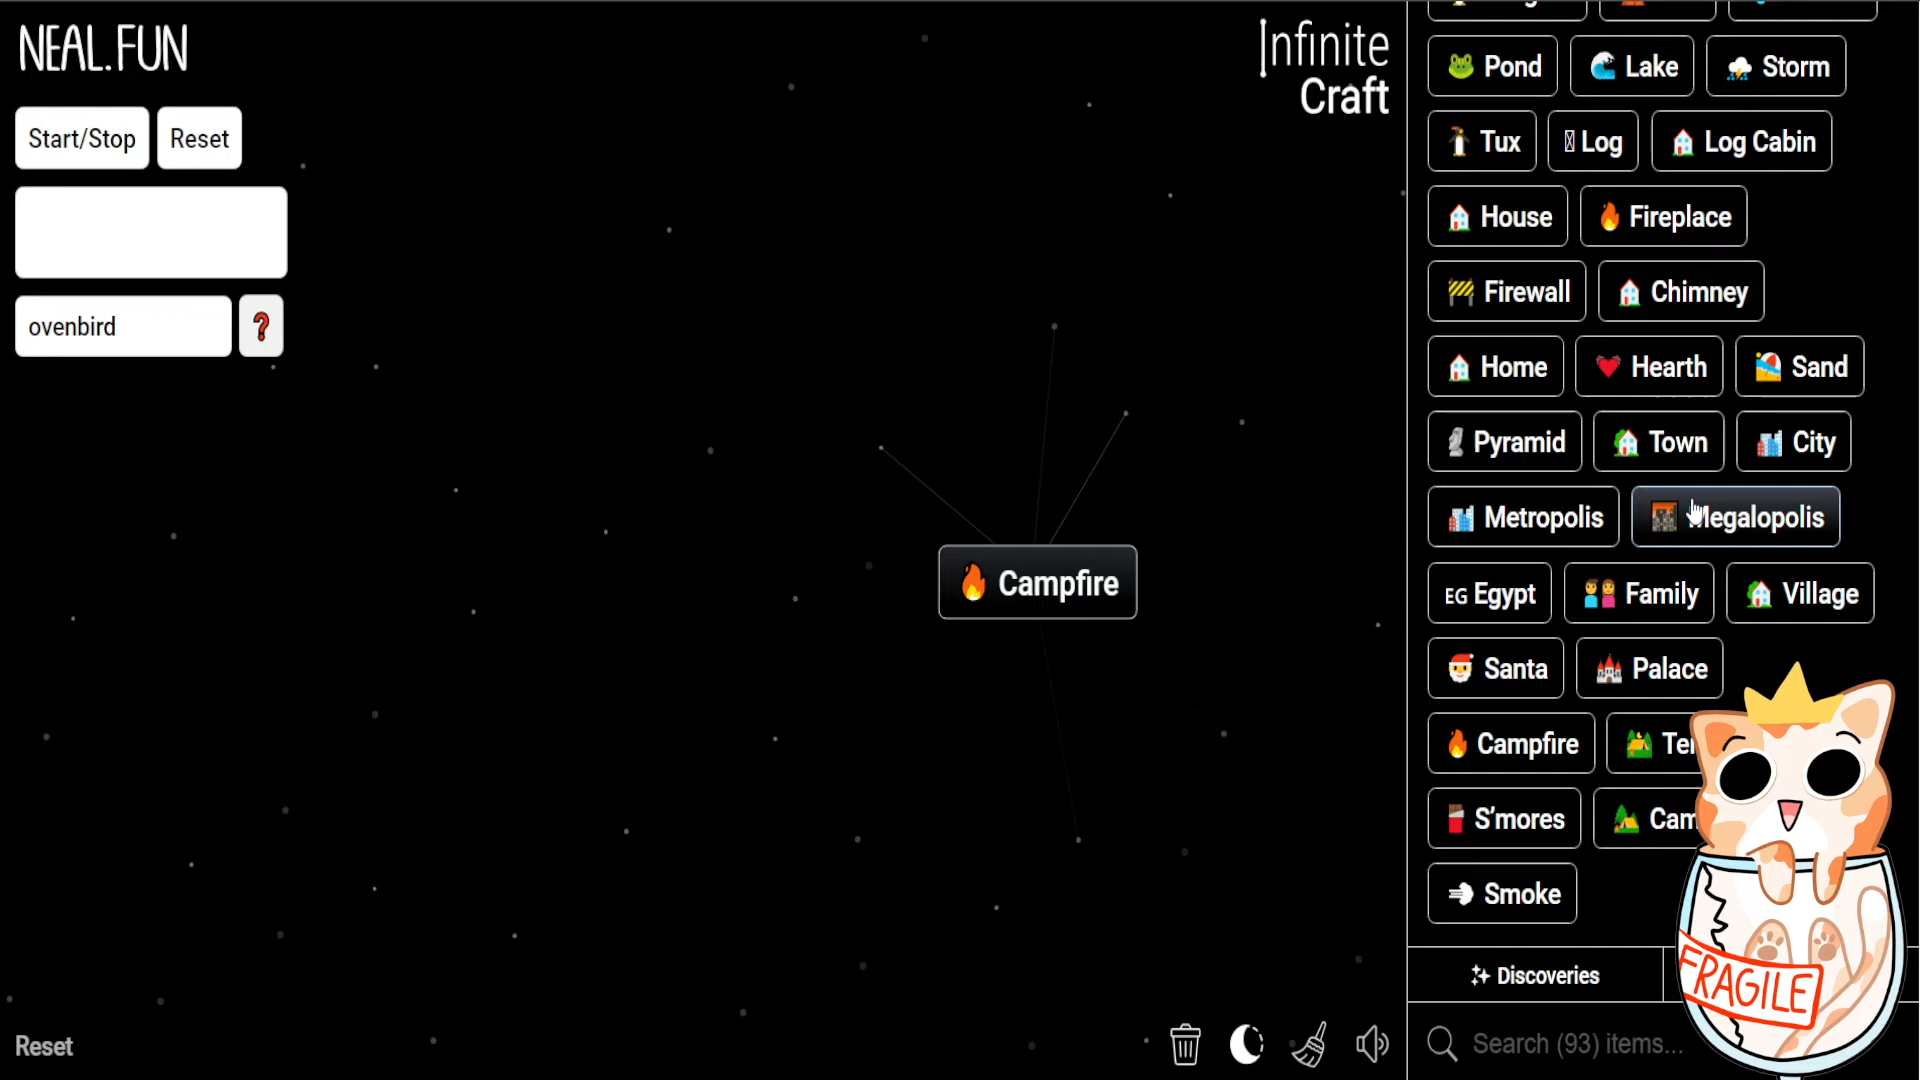 NEAL.FUN
Infinite
Craft
Start/Stop
Reset
ovenbird
Campfire
Pond
Lake
Storm
Tux
Log
Log Cabin
House
Fireplace
Firewall
Chimney
Home
Hearth
Sand
Pyramid
Town
City
Metropolis
Megalopolis
EG Egypt
Family
Village
Santa
Palace
Campfire
S'mores
Smoke
Discoveries
Search (93) items...
FRAGILE
Reset